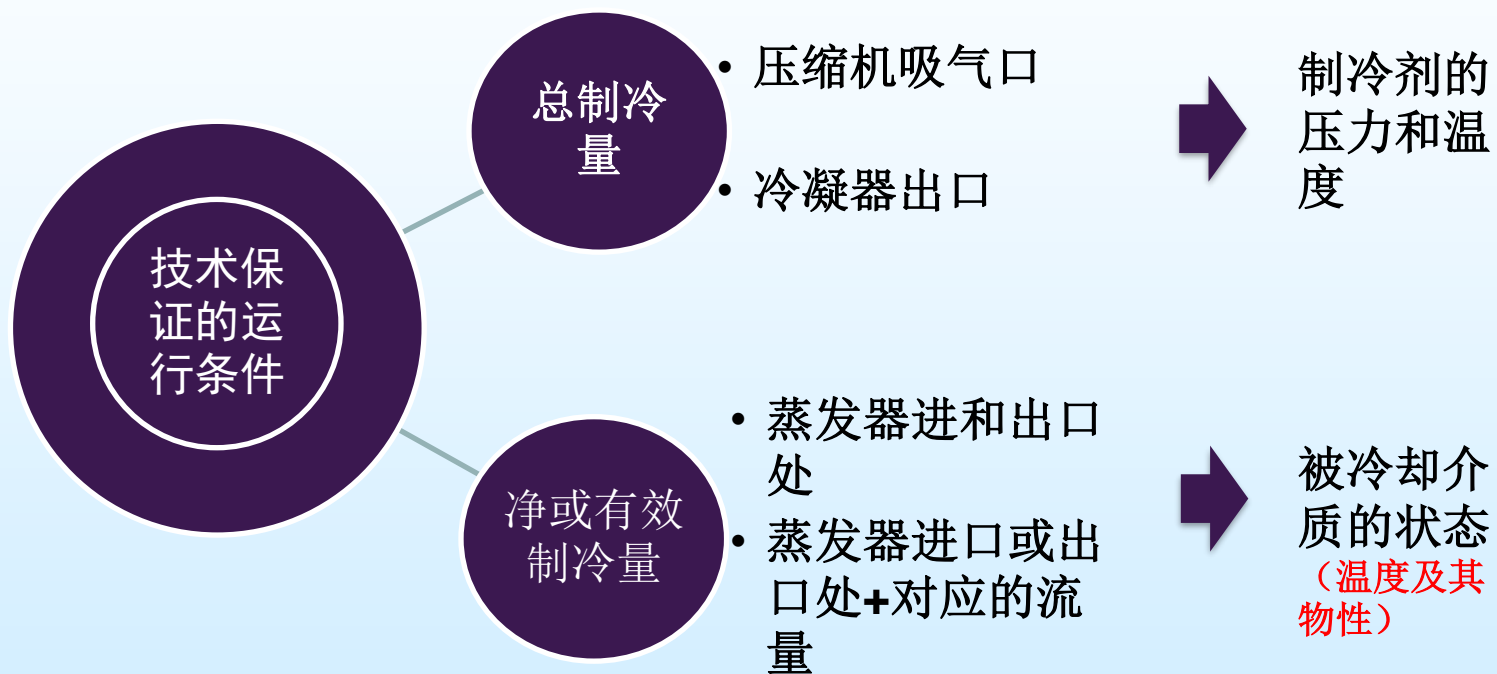 技术保
证的运
行条件
总制冷
量
• 压缩机吸气口
• 冷凝器出口
制冷剂的
压力和温
度
净或有效
制冷量
• 蒸发器进和出口
处
• 蒸发器进口或出
口处+对应的流
量
被冷却介
质的状态
（温度及其
物性）